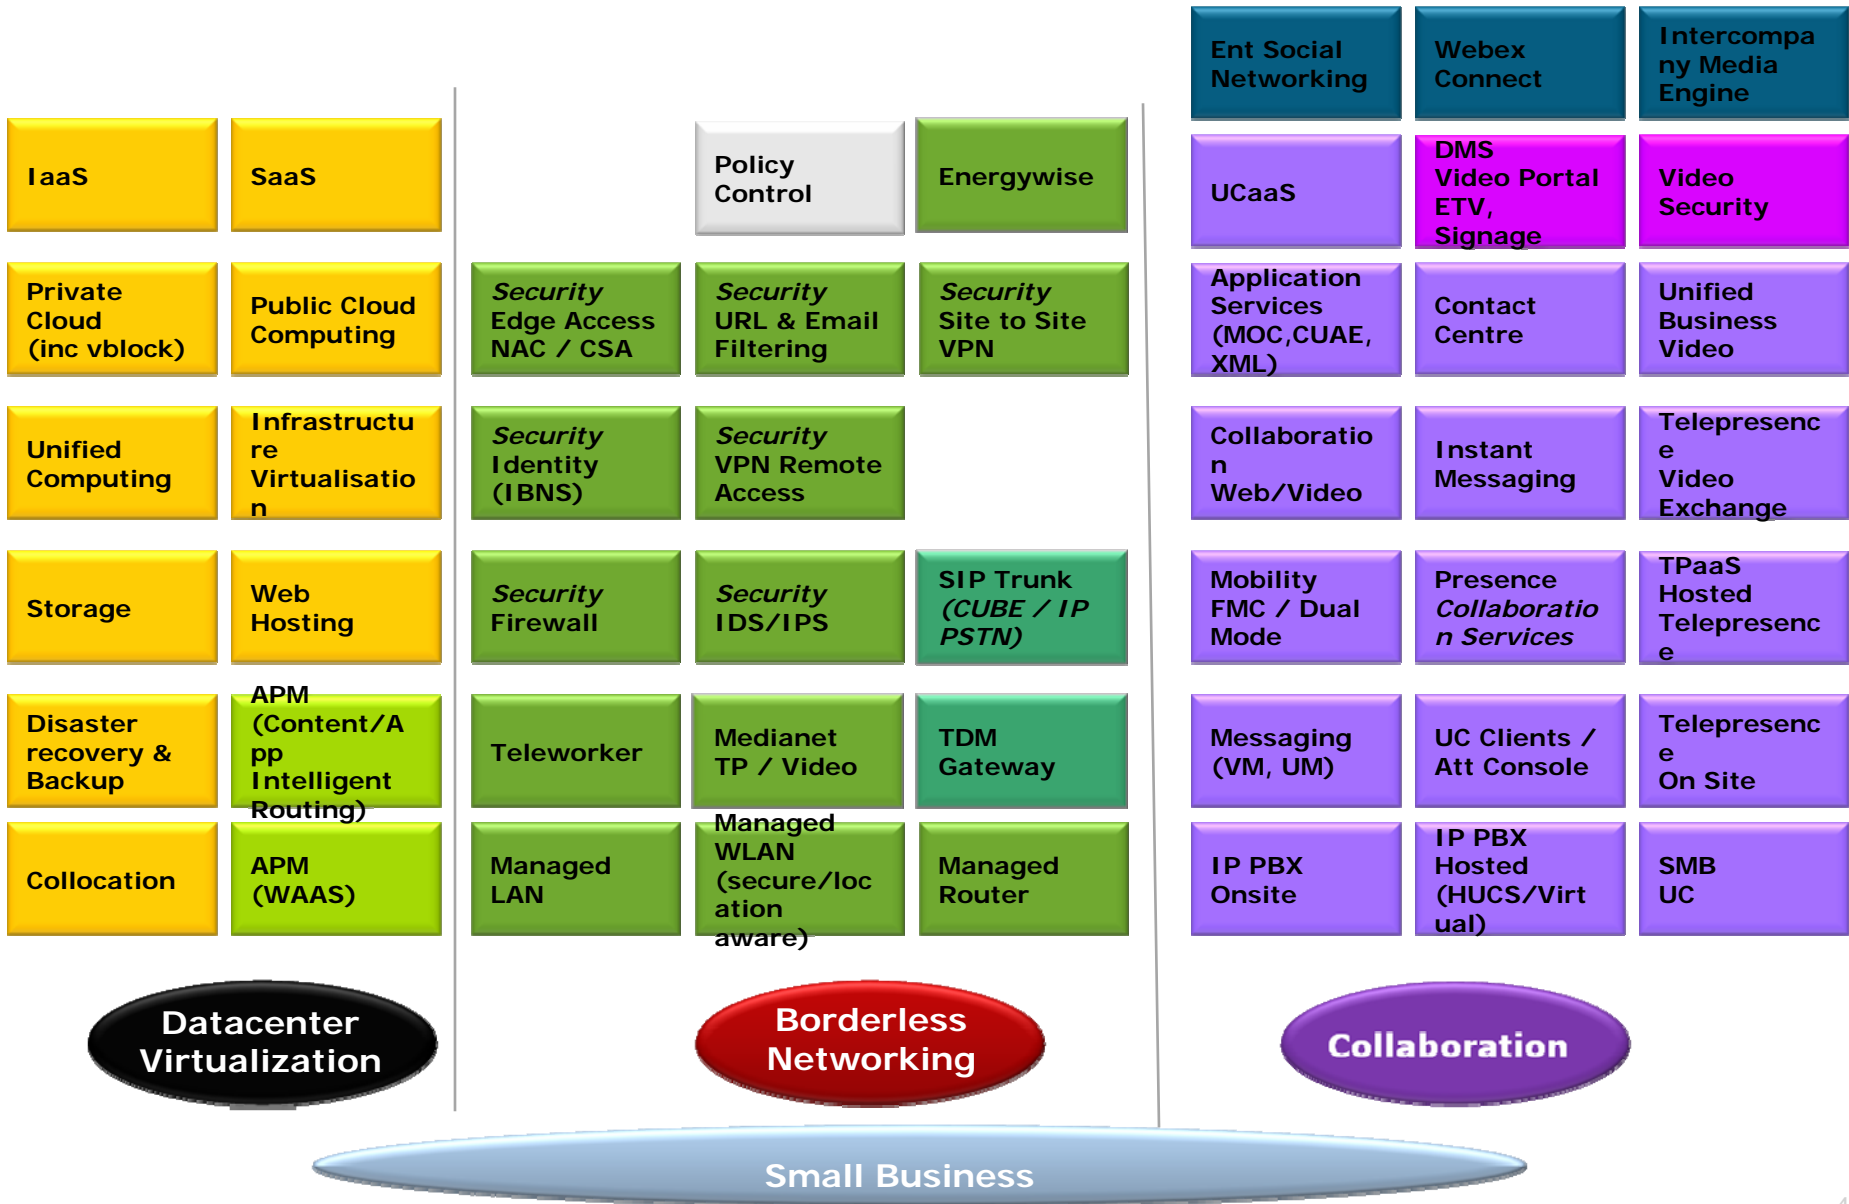 Ent Social
Networking
Webex
Connect
Intercompa
ny Media
Engine
IaaS
SaaS
Policy
Control
Energywise
UCaaS
DMS
Video Portal
ETV,
Signage
Video
Security
Private
Cloud
(inc vblock)
Public Cloud
Computing
Security
Edge Access
NAC / CSA
Security
URL & Email
Filtering
Security
Site to Site
VPN
Application
Services
(MOC,CUAE,
XML)
Contact
Centre
Unified
Business
Video
Unified
Computing
Infrastructu
re
Virtualisatio
n
Security
Identity
(IBNS)
Security
VPN Remote
Access
Collaboratio
n
Web/Video
Instant
Messaging
Telepresenc
e
Video
Exchange
Storage
Web
Hosting
Security
Firewall
Security
IDS/IPS
SIP Trunk
(CUBE / IP
PSTN)
Mobility
FMC / Dual
Mode
Presence
Collaboratio
n Services
TPaaS
Hosted
Telepresenc
e
Disaster
recovery &
Backup
APM
(Content/A
pp
Intelligent
Routing)
Teleworker
Medianet
TP / Video
TDM
Gateway
Messaging
(VM, UM)
UC Clients /
Att Console
Telepresenc
e
On Site
Collocation
APM
(WAAS)
Managed
LAN
Managed
WLAN
(secure/loc
ation
aware)
Managed
Router
IP PBX
Onsite
IP PBX
Hosted
(HUCS/Virt
ual)
SMB
UC
Datacenter
Virtualization
Borderless
Networking
Collaboration
Small Business
4